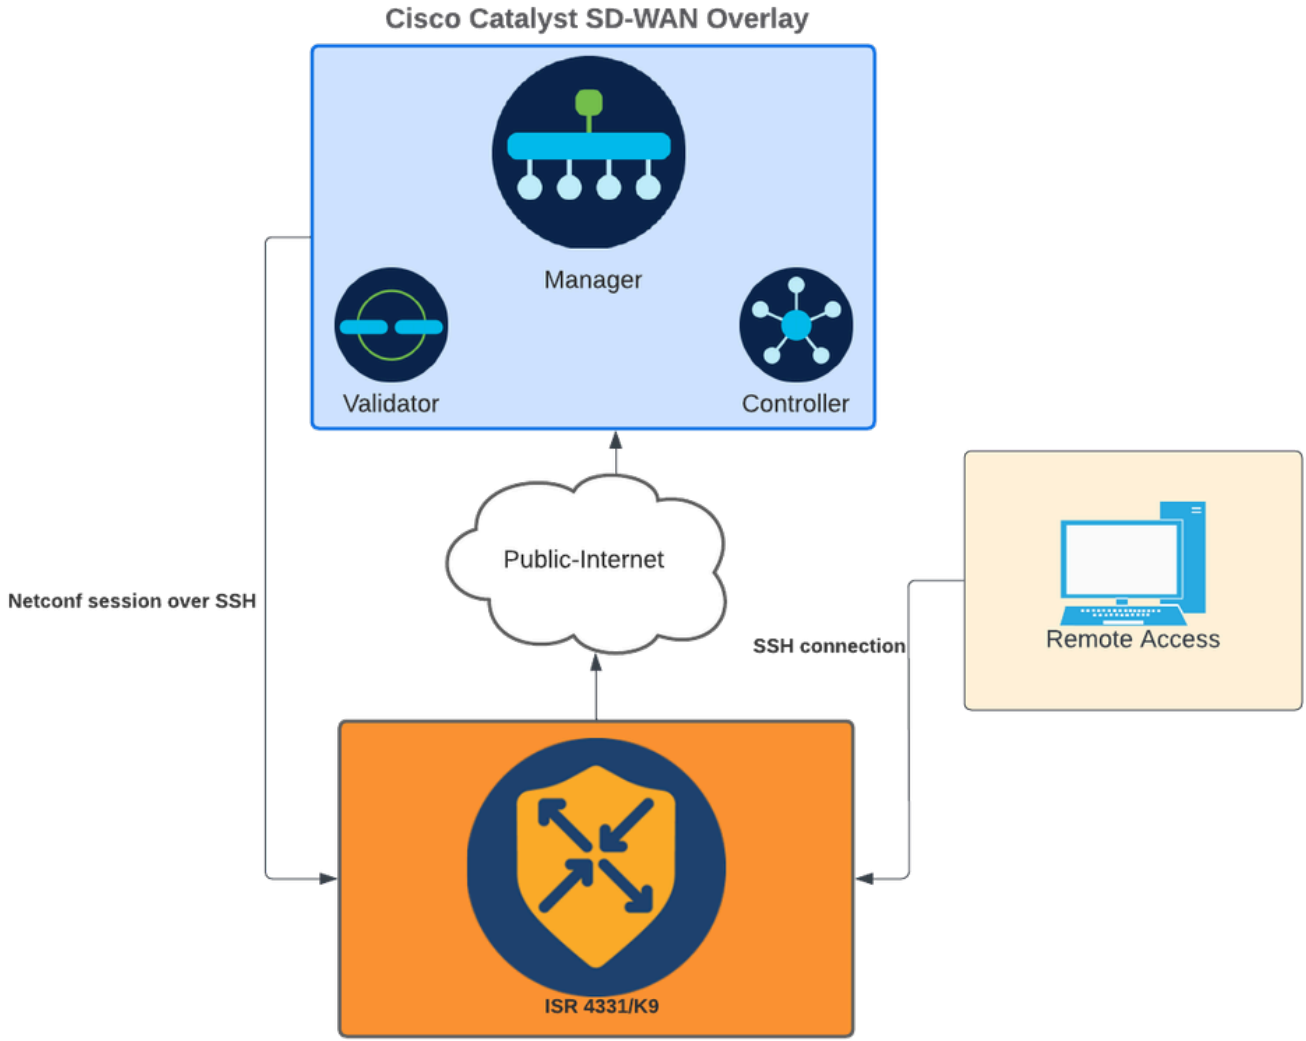 Cisco Catalyst SD-WAN Overlay
Manager
Validator
Controller
Public-Internet
Netconf session over SSH
SSH connection
Remote Access
ISR 4331/K9